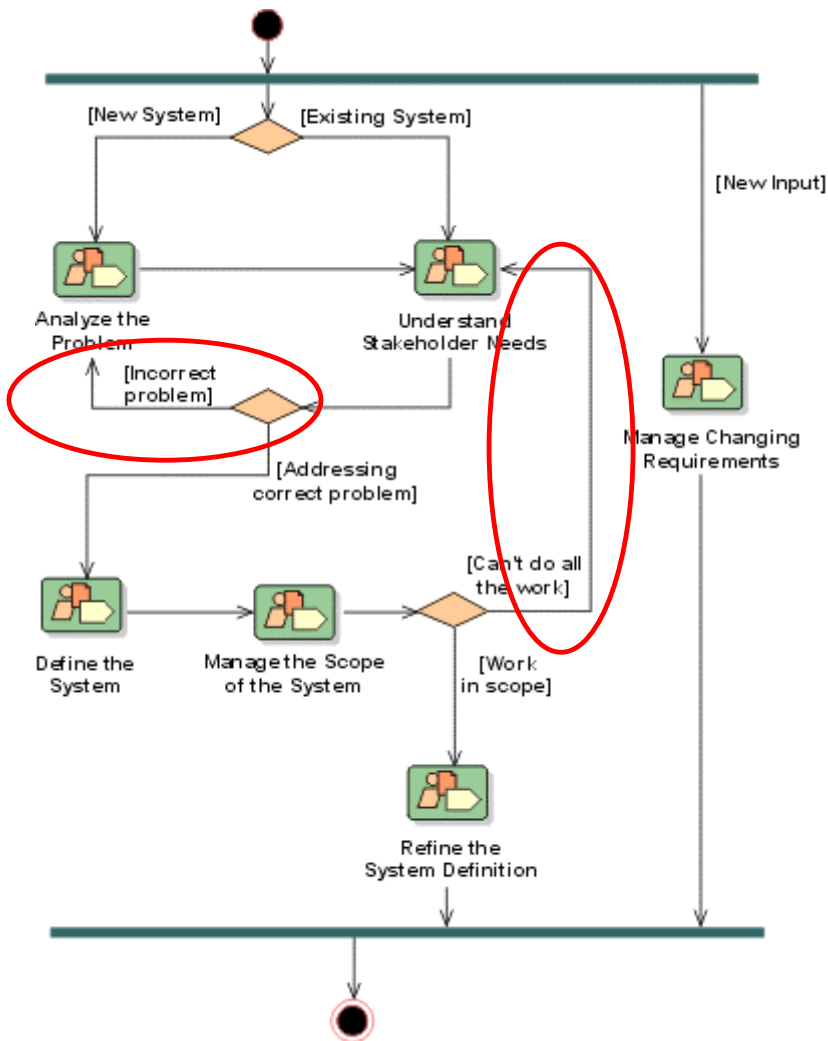 [New System]
[Existing System]
[New Input]
Analyze the
Problem
Understand
Stakeholder Needs
[Incorrect
problem]
Manage Changing
Requirements
[Addressing
correct problem]
[Can't do all
the work]
Define the
System
Manage the Scope
of the System
[Work
in scope]
Refine the
System Definition